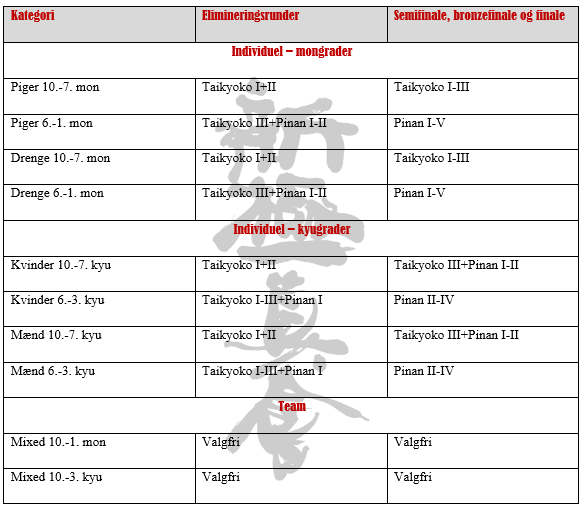 Kategori Elimineringsrunder Semifinale, bronzefinale og finale
Individuel – mongrader
Piger 10.-7. mon Taikyoko I+II Taikyoko I-III
Piger 6.-1. mon Taikyoko III+Pinan I-II Pinan I-V
Drenge 10.-7. mon Taikyoko I+II Taikyoko I-III
Drenge 6.-1. mon Taikyoko III+Pinan I-II Pinan I-V
Individuel – kyugrader
Kvinder 10.-7. kyu Taikyoko I+II Taikyoko III+Pinan I-II
Kvinder 6.-3. kyu Taikyoko I-III+Pinan I Pinan II-IV
Mænd 10.-7. kyu Taikyoko I+II Taikyoko III+Pinan I-II
Mænd 6.-3. kyu Taikyoko I-III+Pinan I Pinan II-IV
Team
Mixed 10.-1. mon Valgfri Valgfri
Mixed 10.-3. kyu Valgfri Valgfri
新極真会